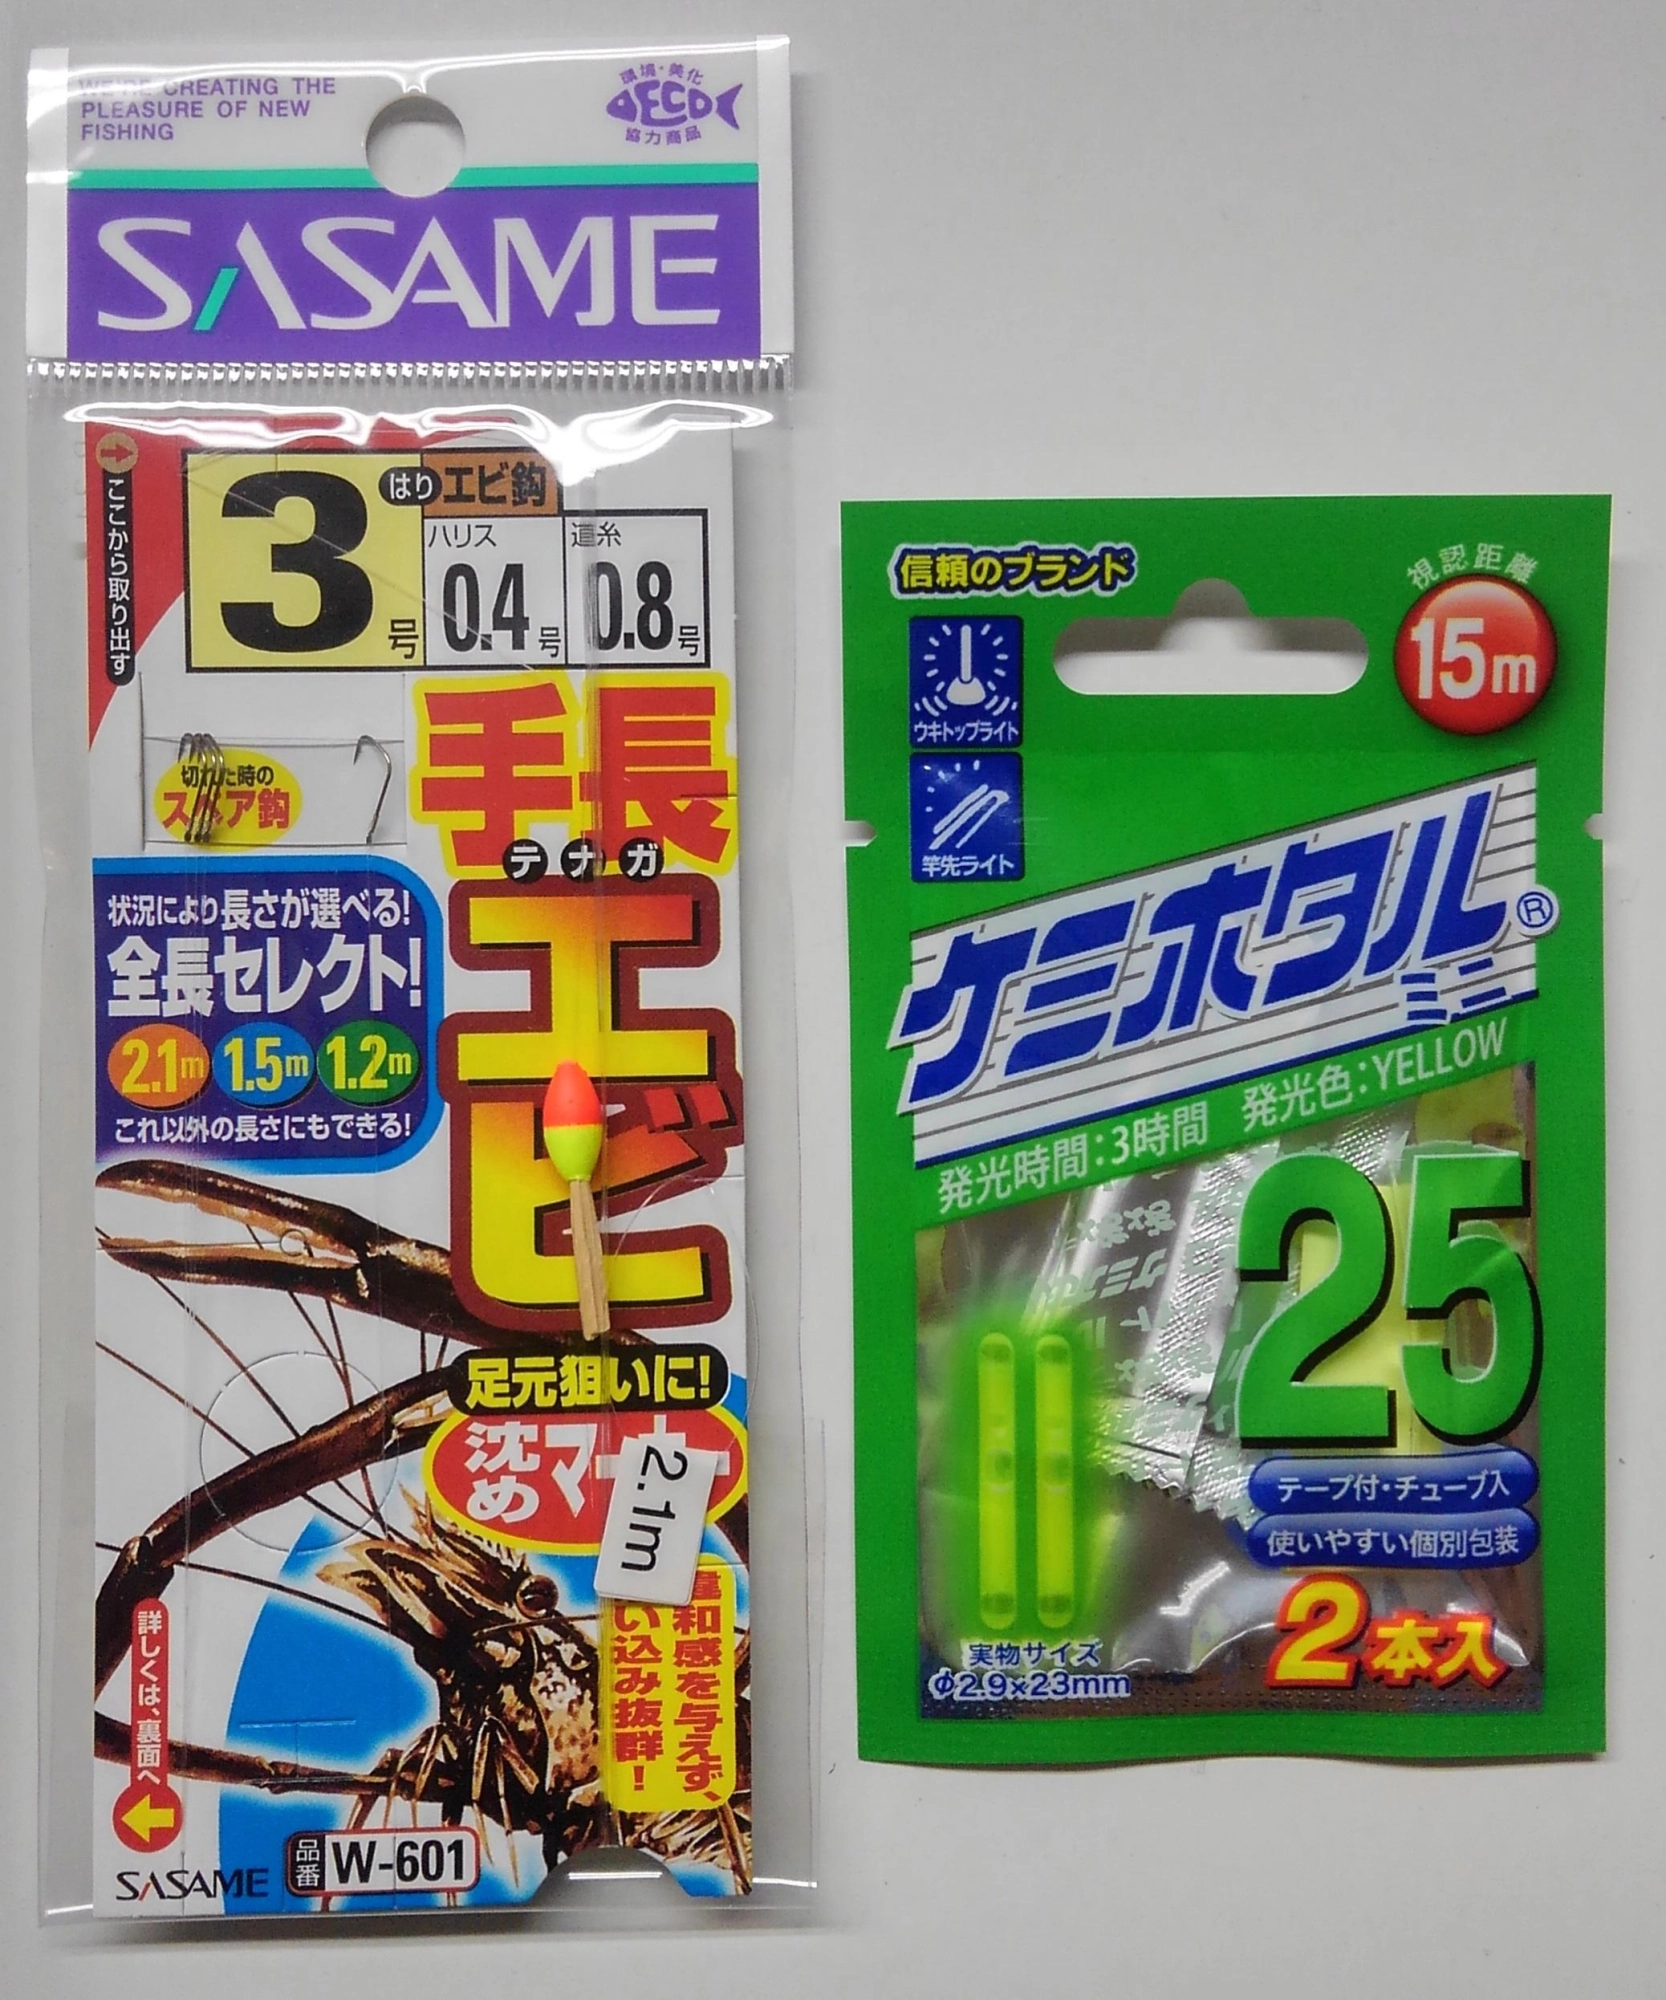 WE'RE CREATING THE
PLEASURE OF NEW
FISHING
環境・美化
ECO
協力商品
SASAME
ここから取り出す
3号
はり エビ鈎
ハリス
0.4号
道糸
0.8号
切れた時の
スペア鈎
手長
テナガ
エビ
状況により長さが選べる!
全長セレクト!
2.1m 1.5m 1.2m
これ以外の長さにもできる!
足元狙いに!
沈め
2.1m
和感を与えず、
い込み抜群!
詳しくは、裏面へ
SASAME
品番 W-601
信頼のブランド
視認距離
15m
ウキトップライト
竿先ライト
ケミホタル®
ミニ
発光時間:3時間 発光色:YELLOW
25
テープ付・チューブ入
使いやすい個別包装
2本入
実物サイズ
φ2.9×23mm